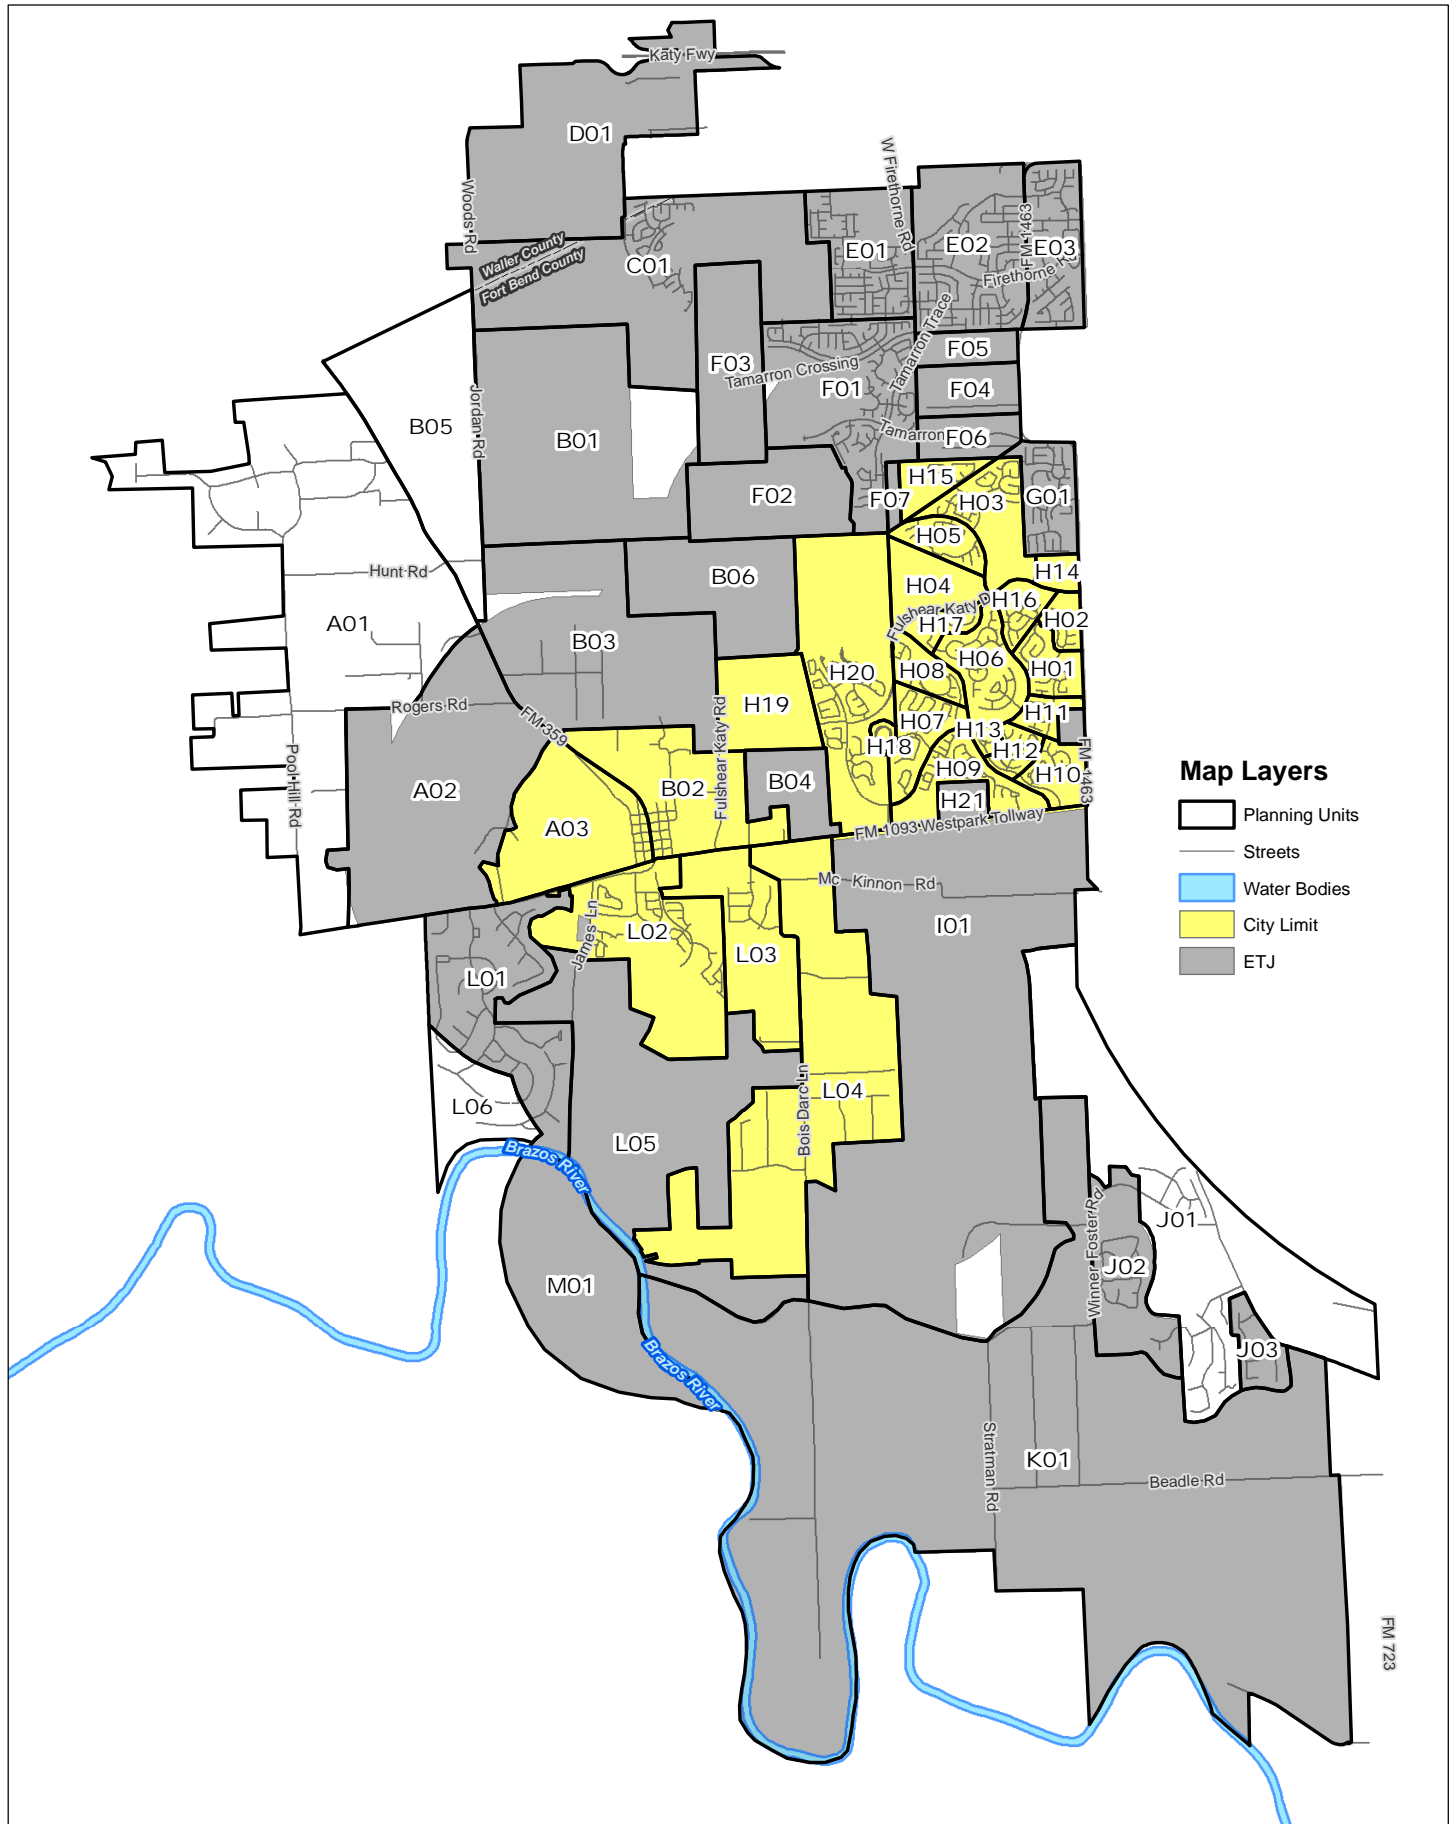 Katy Fwy
D01
Woods Rd
W Firethorne Rd
Waller County
Fort Bend County
C01
E01
E02
FM 1463
E03
Firethorne
Tamarron Trace
F05
F03
Tamarron Crossing
F01
F04
Jordan Rd
B05
B01
Tamarron
F06
H15
H03
G01
F02
F07
H05
Hunt Rd
B06
H14
H04
H16
Fulshear Katy D
H17
H02
A01
B03
H06
H01
H20
H08
Rogers Rd
FM 359
H19
Fulshear Katy Rd
H07
H11
H13
H18
H12
H09
H10
FM 1463
Pool Hill Rd
A02
B02
B04
H21
A03
FM 1093 Westpark Tollway
Mc Kinnon Rd
James Ln
L02
L03
I01
L01
L06
Bois Darc Ln
L04
L05
Brazos River
J01
Winner Foster Rd
J02
M01
Brazos River
J03
Stratman Rd
K01
Beadle Rd
FM 723
Map Layers
Planning Units
Streets
Water Bodies
City Limit
ETJ